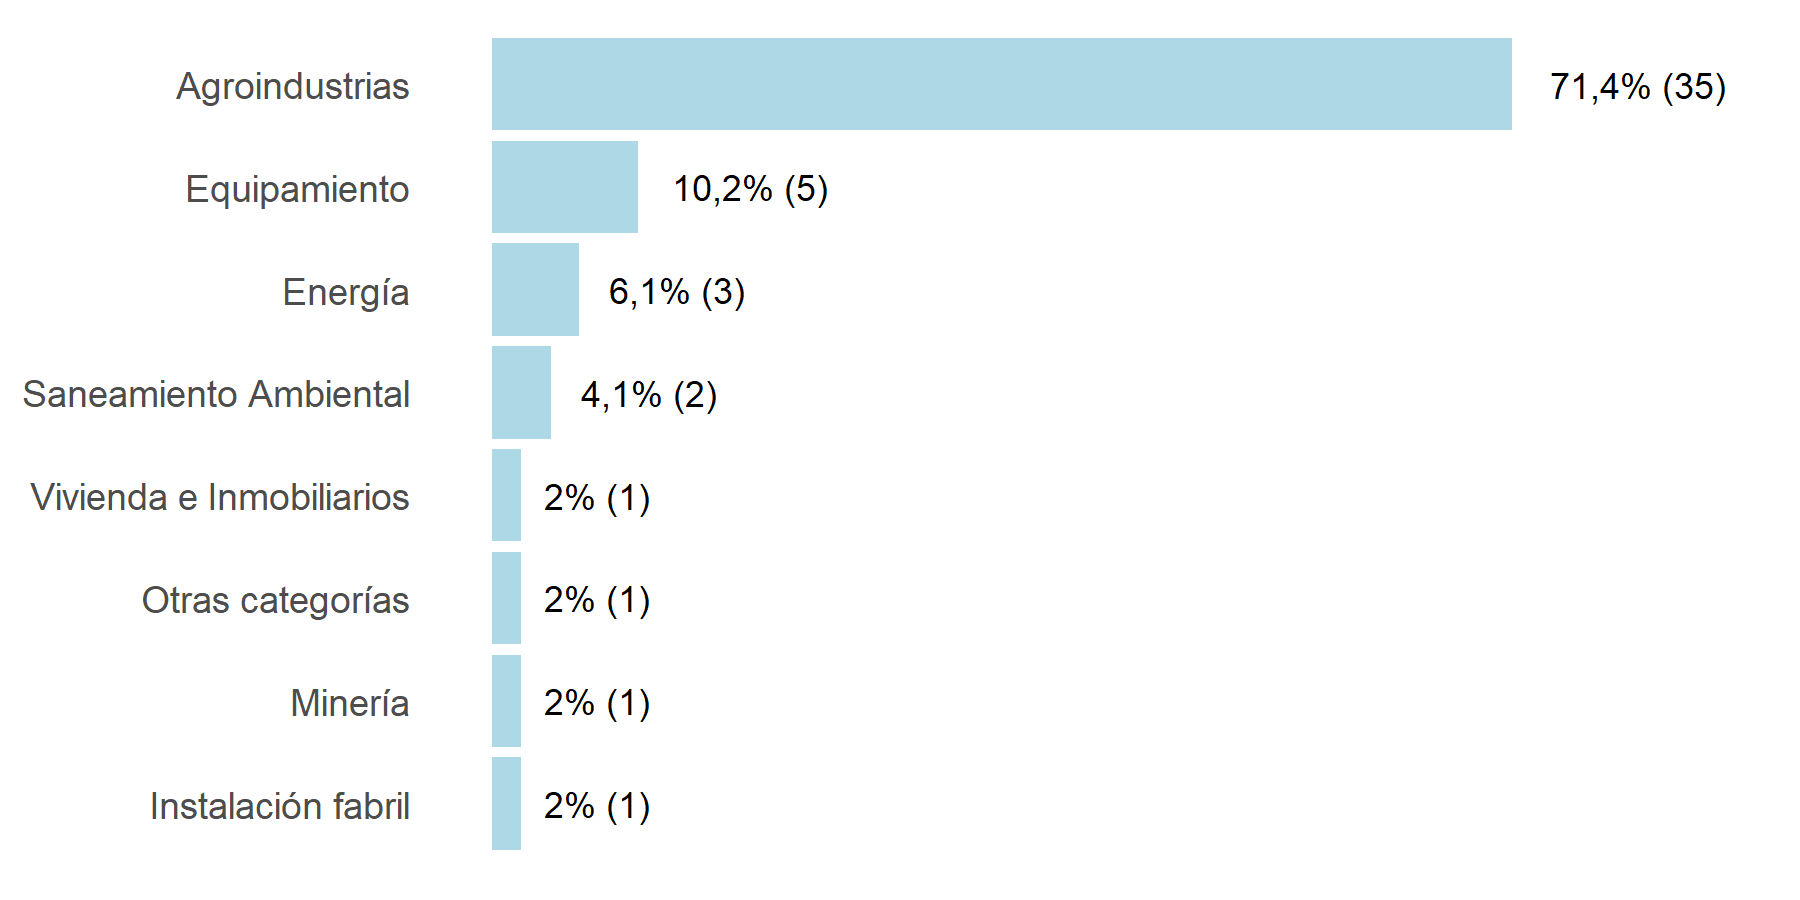 Agroindustrias 71,4% (35)
Equipamiento 10,2% (5)
Energía 6,1% (3)
Saneamiento Ambiental 4,1% (2)
Vivienda e Inmobiliarios 2% (1)
Otras categorías 2% (1)
Minería 2% (1)
Instalación fabril 2% (1)